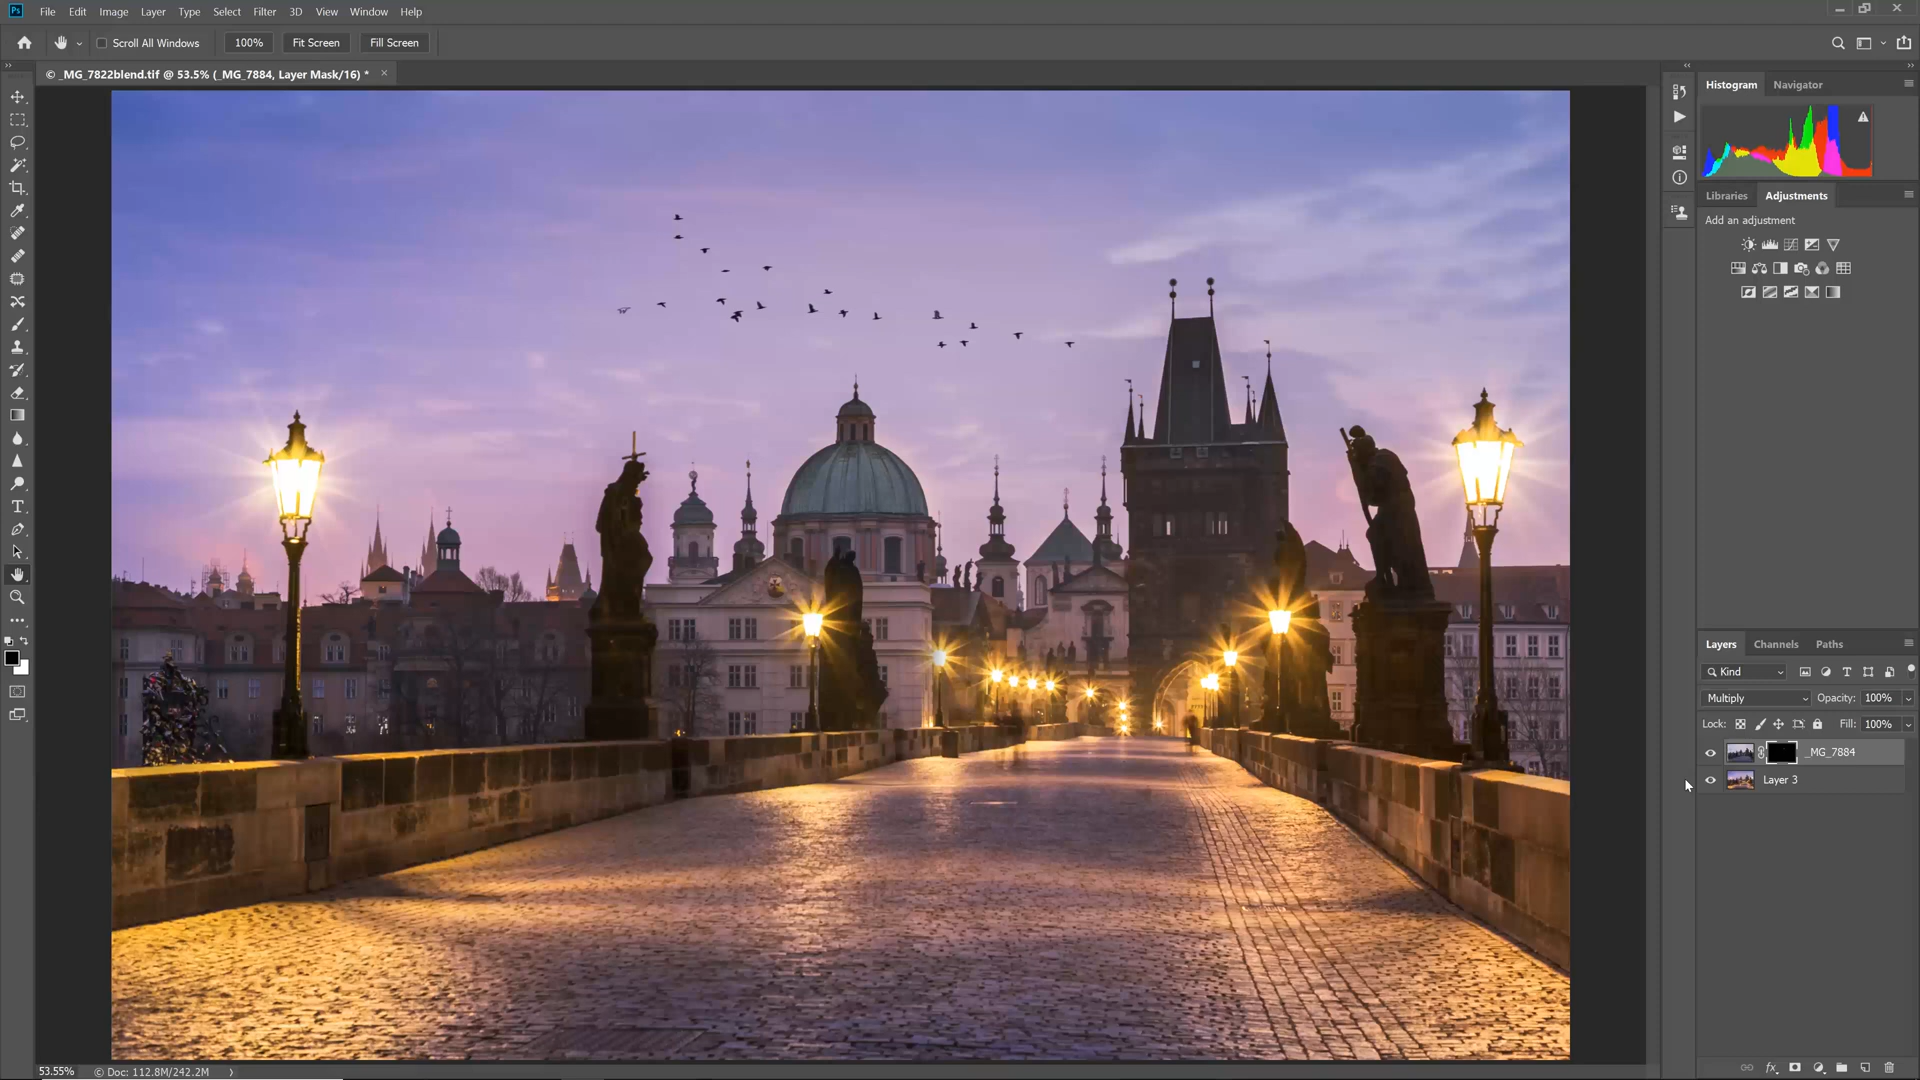 Ps File Edit Image Layer Type Select Filter 3D View Window Help
Scroll All Windows 100% Fit Screen Fill Screen
© _MG_7822blend.tif @ 53.5% (_MG_7884, Layer Mask/16) * ×
Histogram Navigator
Libraries Adjustments
Add an adjustment
Layers Channels Paths
Kind
Multiply Opacity: 100%
Lock: Fill: 100%
_MG_7884
Layer 3
53.55% © Doc: 112.8M/242.2M